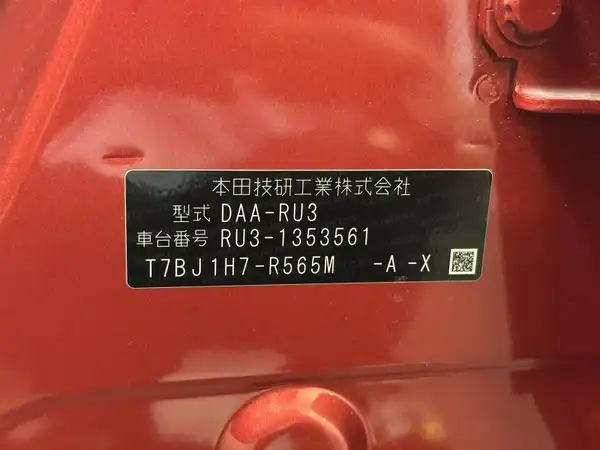 本田技研工業株式会社
型式 DAA-RU3
車台番号 RU3-1353561
T7BJ1H7-R565M -A -X